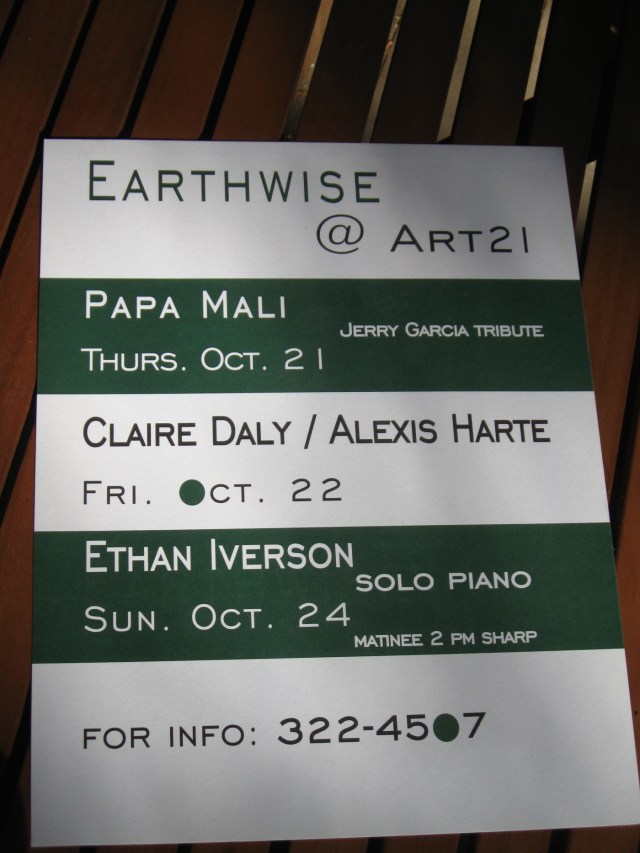 EARTHWISE
@ ART21
PAPA MALI
JERRY GARCIA TRIBUTE
THURS. OCT. 21
CLAIRE DALY / ALEXIS HARTE
FRI. OCT. 22
ETHAN IVERSON
SOLO PIANO
SUN. OCT. 24
MATINEE 2 PM SHARP
FOR INFO: 322-4507